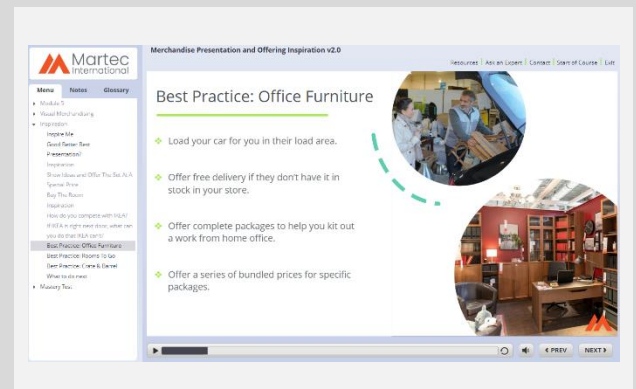 Martec
International
Merchandise Presentation and Offering Inspiration v2.0
Resources | Ask an Expert | Contact | Start of Course | Exit
Menu Notes Glossary
Module 5
Visual Merchandising
Inspiration
Inspire Me
Good Better Best
Presentation?
Inspiration
Show Ideas and Offer The Set At A
Special Price
Buy The Room
Inspiration
How do you compete with IKEA?
If IKEA is right next door, what can
you do that IKEA can't?
Best Practice: Office Furniture
Best Practice: Rooms To Go
Best Practice: Crate & Barrel
What to do next
Mastery Test
Best Practice: Office Furniture
Load your car for you in their load area.
Offer free delivery if they don't have it in
stock in your store.
Offer complete packages to help you kit out
a work from home office.
Offer a series of bundled prices for specific
packages.
PREV
NEXT